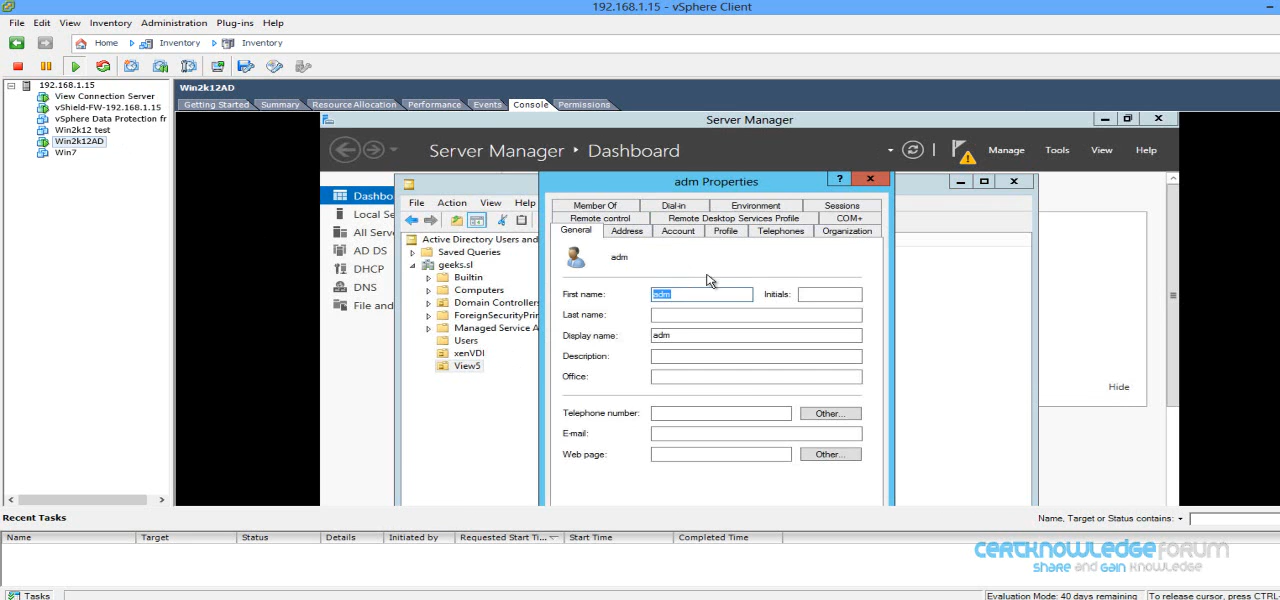 192.168.1.15 - vSphere Client
File Edit View Inventory Administration Plug-ins Help
Home Inventory Inventory
192.168.1.15
View Connection Server
vShield-FW-192.168.1.15
vSphere Data Protection fr
Win2k12 test
Win2k12AD
Win7
Win2k12AD
Getting Started Summary Resource Allocation Performance Events Console Permissions
Server Manager
Server Manager ‣ Dashboard
Manage Tools View Help
Dashbo
Local Se
All Serv
AD DS
DHCP
DNS
File and
File Action View Help
Active Directory Users and
Saved Queries
geeks.sl
Builtin
Computers
Domain Controllers
ForeignSecurityPrin
Managed Service A
Users
xenVDI
View5
adm Properties
?
Member Of Dial-in Environment Sessions
Remote control Remote Desktop Services Profile COM+
General Address Account Profile Telephones Organization
adm
First name: adm Initials:
Last name:
Display name: adm
Description:
Office:
Telephone number: Other...
E-mail:
Web page: Other...
Hide
Recent Tasks
Name, Target or Status contains:
Name Target Status Details Initiated by Requested Start Ti... Start Time Completed Time
CERTKNOWLEDGEFORUM
SHARE AND GAIN KNOWLEDGE
Tasks
Evaluation Mode: 40 days remaining
To release cursor, press CTRL-